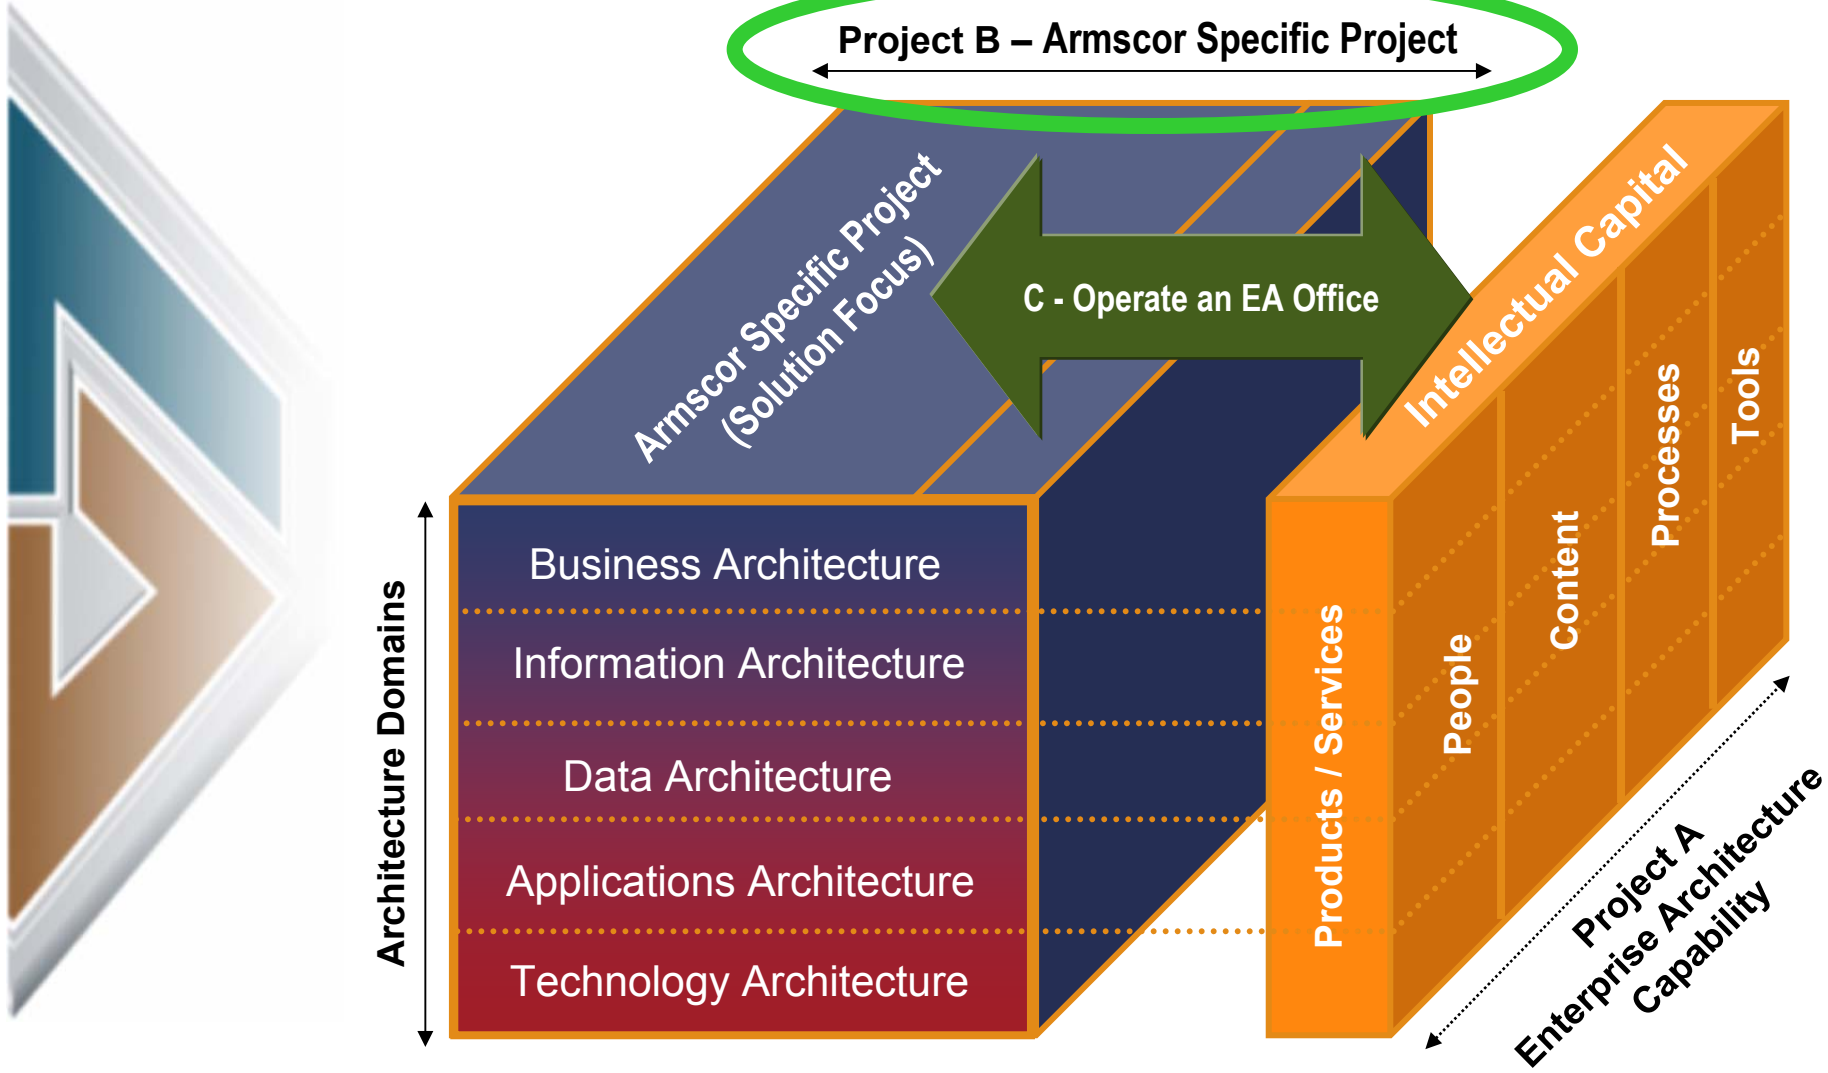 Project B – Armscor Specific Project
Armscor Specific Project
(Solution Focus)
C - Operate an EA Office
Intellectual Capital
Architecture Domains
Business Architecture
Information Architecture
Data Architecture
Applications Architecture
Technology Architecture
Products / Services
People
Content
Processes
Tools
Project A
Enterprise Architecture
Capability